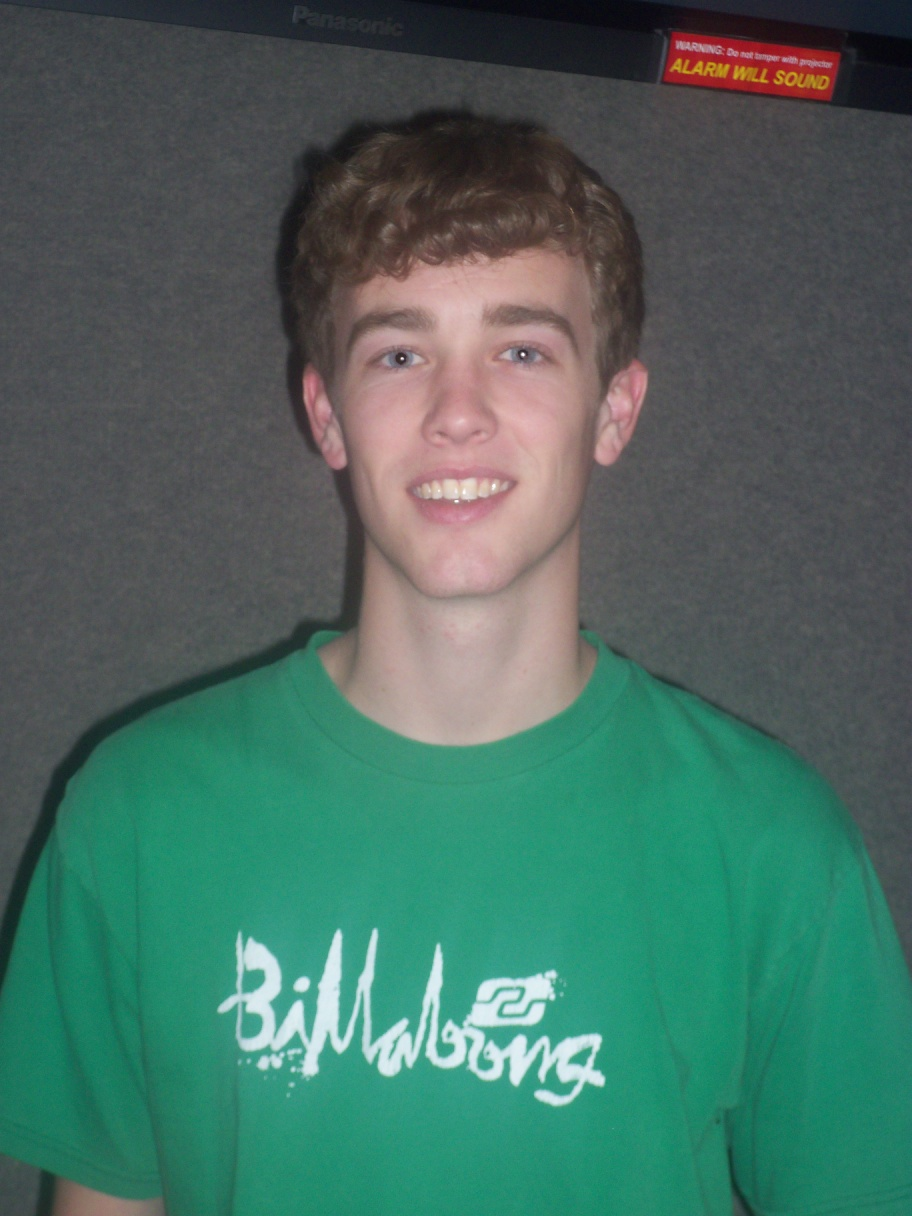 Panasonic
WARNING: Do not tamper with projector
ALARM WILL SOUND
Billabong